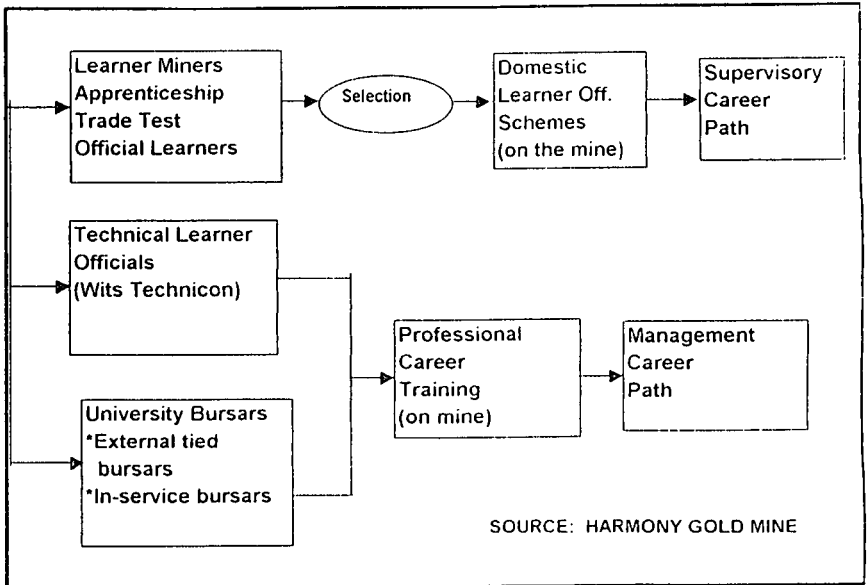 Learner Miners
Apprenticeship
Trade Test
Official Learners
Selection
Domestic
Learner Off.
Schemes
(on the mine)
Supervisory
Career
Path
Technical Learner
Officials
(Wits Technicon)
University Bursars
*External tied
bursars
*In-service bursars
Professional
Career
Training
(on mine)
Management
Career
Path
SOURCE: HARMONY GOLD MINE